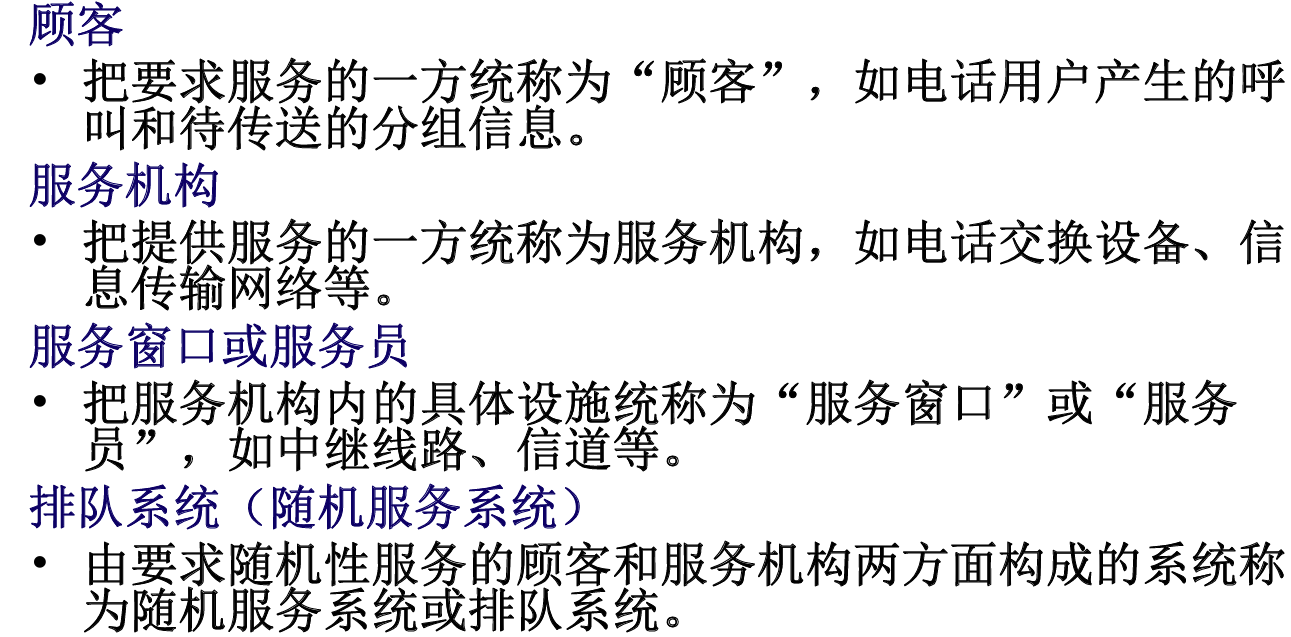 顾客
• 把要求服务的一方统称为“顾客”，如电话用户产生的呼
叫和待传送的分组信息。
服务机构
• 把提供服务的一方统称为服务机构，如电话交换设备、信
息传输网络等。
服务窗口或服务员
• 把服务机构内的具体设施统称为“服务窗口”或“服务
员”，如中继线路、信道等。
排队系统（随机服务系统）
• 由要求随机性服务的顾客和服务机构两方面构成的系统称
为随机服务系统或排队系统。